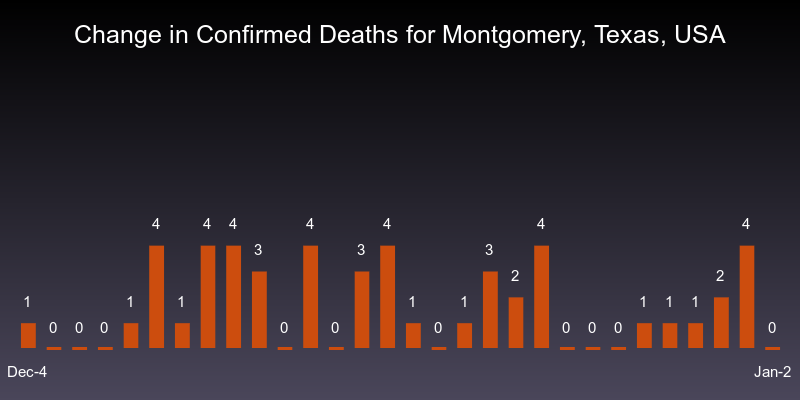 Change in Confirmed Deaths for Montgomery, Texas, USA
1 0 0 0 1 4 1 4 4 3 0 4 0 3 4 1 0 1 3 2 4 0 0 0 1 1 1 2 4 0
Dec-4 Jan-2